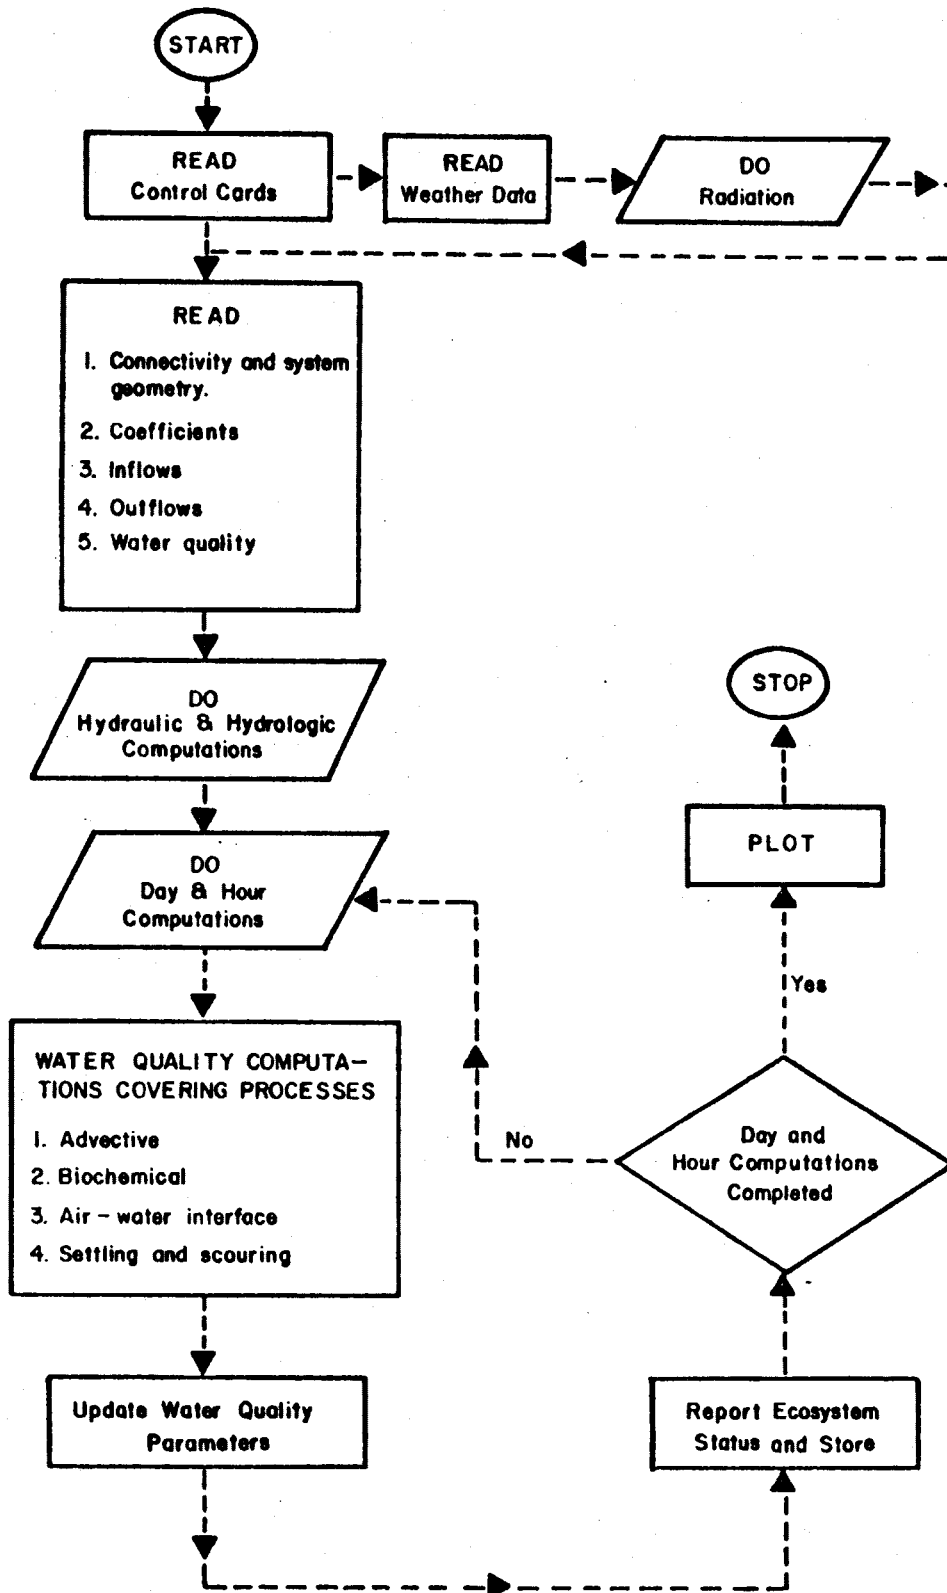 START
READ
Control Cards
READ
Weather Data
DO
Radiation
READ
1. Connectivity and system
geometry.
2. Coefficients
3. Inflows
4. Outflows
5. Water quality
DO
Hydraulic & Hydrologic
Computations
DO
Day & Hour
Computations
WATER QUALITY COMPUTA-
TIONS COVERING PROCESSES
1. Advective
2. Biochemical
3. Air - water interface
4. Settling and scouring
Update Water Quality
Parameters
Report Ecosystem
Status and Store
Day and
Hour Computations
Completed
No
Yes
PLOT
STOP